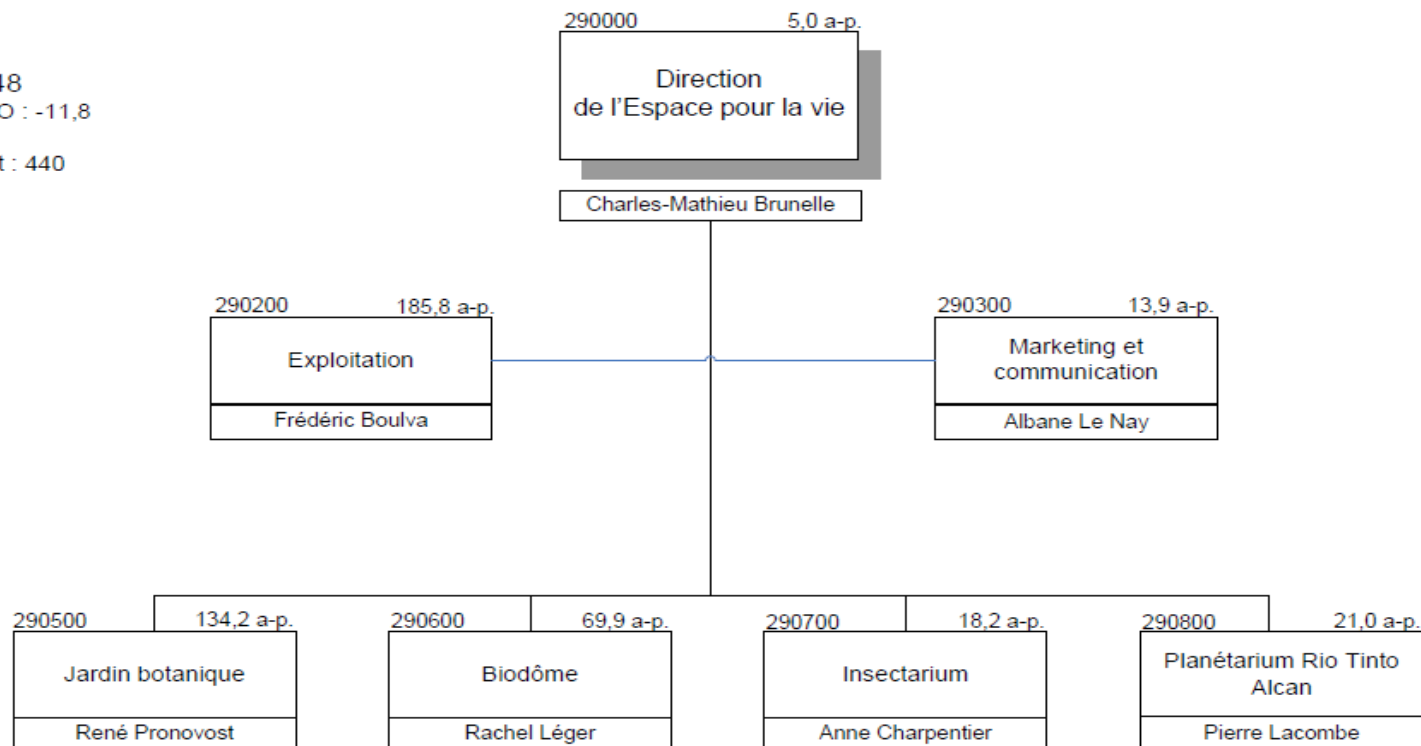 290000 5,0 a-p.
Direction
de l'Espace pour la vie
48
O : -11,8
t : 440
Charles-Mathieu Brunelle
290200 185,8 a-p.
Exploitation
Frédéric Boulva
290300 13,9 a-p.
Marketing et
communication
Albane Le Nay
290500 134,2 a-p.
Jardin botanique
René Pronovost
290600 69,9 a-p.
Biodôme
Rachel Léger
290700 18,2 a-p.
Insectarium
Anne Charpentier
290800 21,0 a-p.
Planétarium Rio Tinto
Alcan
Pierre Lacombe